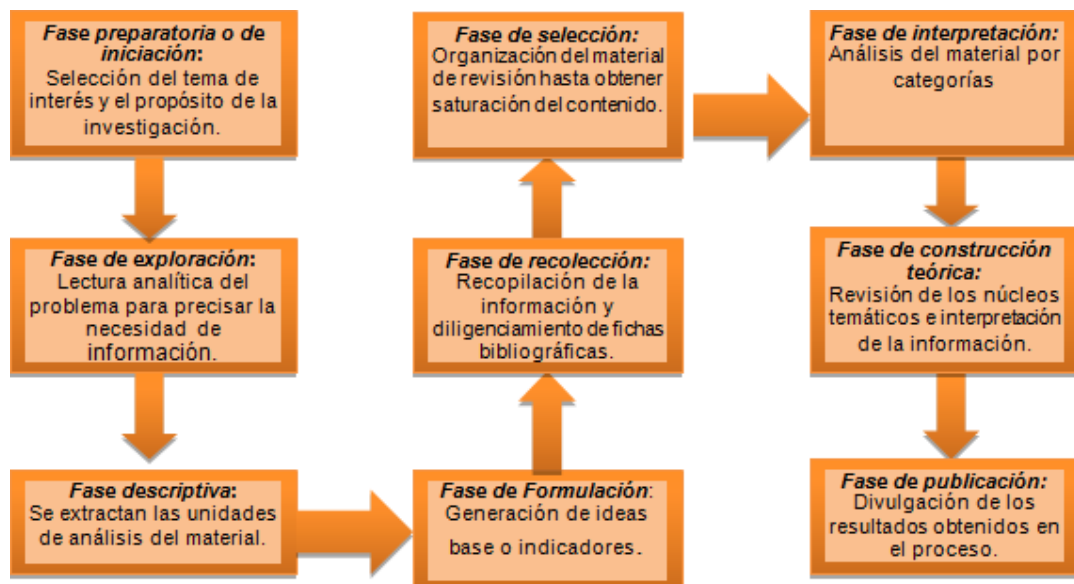 Fase preparatoria o de
iniciación:
Selección del tema de
interés y el propósito de la
investigación.
Fase de exploración:
Lectura analítica del
problema para precisar la
necesidad de
información.
Fase descriptiva:
Se extractan las unidades
de análisis del material.
Fase de Formulación:
Generación de ideas
base o indicadores.
Fase de recolección:
Recopilación de la
información y
diligenciamiento de fichas
bibliográficas.
Fase de selección:
Organización del material
de revisión hasta obtener
saturación del contenido.
Fase de interpretación:
Análisis del material por
categorías
Fase de construcción
teórica:
Revisión de los núcleos
temáticos e interpretación
de la información.
Fase de publicación:
Divulgación de los
resultados obtenidos en
el proceso.